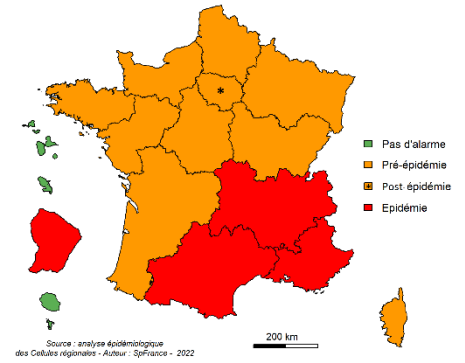 *
Pas d'alarme
Pré-épidémie
* Post épidémie
Epidémie
200 km
Source : analyse épidémiologique
des Cellules régionales - Auteur : SpFrance - 2022